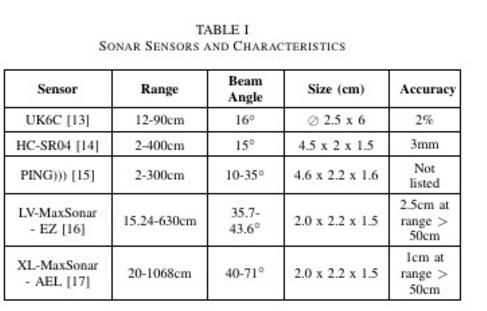 TABLE I
SONAR SENSORS AND CHARACTERISTICS
Sensor Range Beam Angle Size (cm) Accuracy
UK6C [13] 12-90cm 16° ∅ 2.5 x 6 2%
HC-SR04 [14] 2-400cm 15° 4.5 x 2 x 1.5 3mm
PING))) [15] 2-300cm 10-35° 4.6 x 2.2 x 1.6 Not listed
LV-MaxSonar - EZ [16] 15.24-630cm 35.7-43.6° 2.0 x 2.2 x 1.5 2.5cm at range > 50cm
XL-MaxSonar - AEL [17] 20-1068cm 40-71° 2.0 x 2.2 x 1.5 1cm at range > 50cm